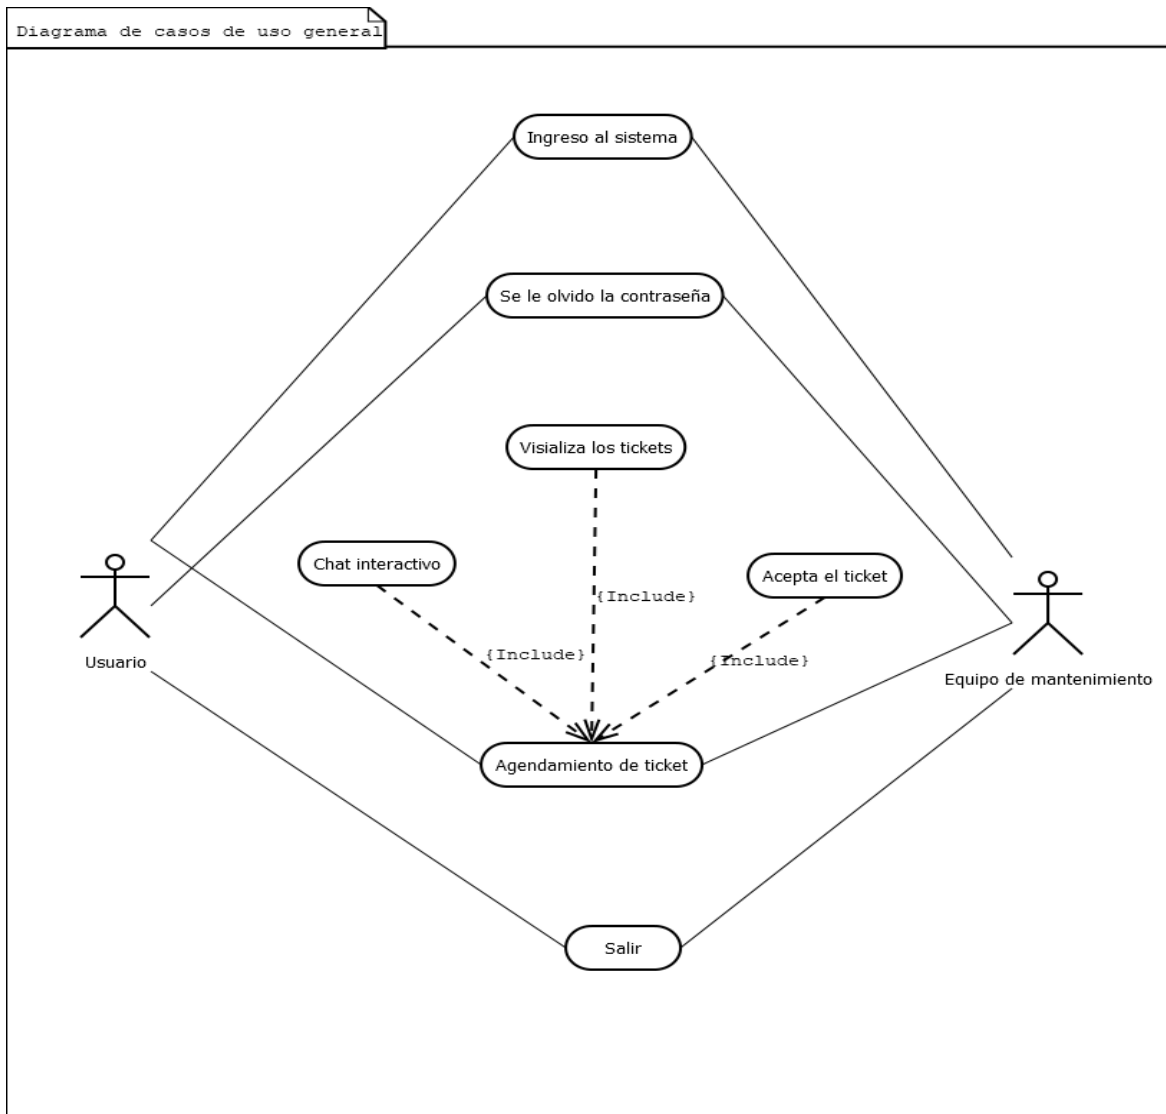 Diagrama de casos de uso general
Ingreso al sistema
Se le olvido la contraseña
Visializa los tickets
Chat interactivo
Acepta el ticket
{Include}
{Include}
{Include}
Usuario
Equipo de mantenimiento
Agendamiento de ticket
Salir